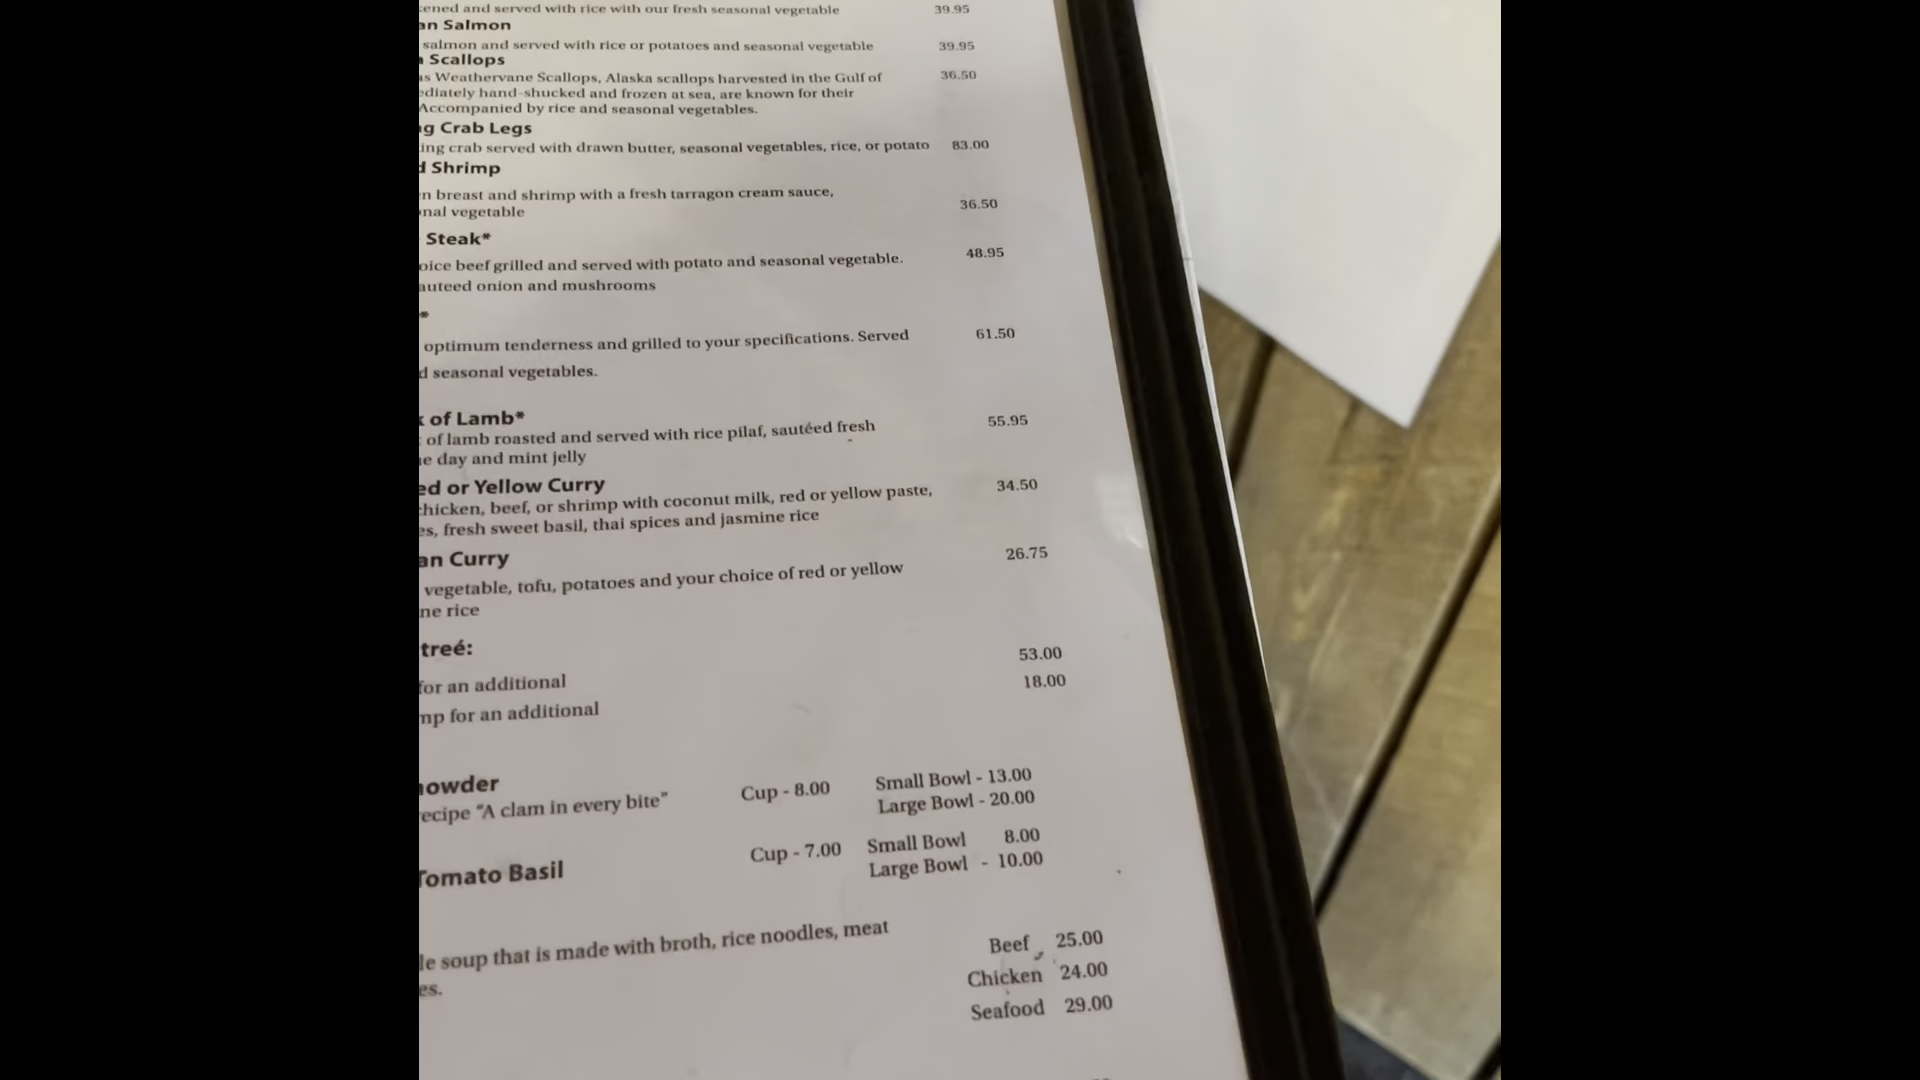 ened and served with rice with our fresh seasonal vegetable 39.95
an Salmon
salmon and served with rice or potatoes and seasonal vegetable 39.95
Scallops
as Weathervane Scallops, Alaska scallops harvested in the Gulf of 36.50
ediately hand-shucked and frozen at sea, are known for their
Accompanied by rice and seasonal vegetables.
g Crab Legs
ing crab served with drawn butter, seasonal vegetables, rice, or potato 83.00
d Shrimp
n breast and shrimp with a fresh tarragon cream sauce,
onal vegetable 36.50
Steak*
oice beef grilled and served with potato and seasonal vegetable. 48.95
auteed onion and mushrooms
*
optimum tenderness and grilled to your specifications. Served 61.50
d seasonal vegetables.
k of Lamb*
of lamb roasted and served with rice pilaf, sautéed fresh 55.95
e day and mint jelly
ed or Yellow Curry
chicken, beef, or shrimp with coconut milk, red or yellow paste, 34.50
es, fresh sweet basil, thai spices and jasmine rice
an Curry
vegetable, tofu, potatoes and your choice of red or yellow 26.75
ne rice
treé:
for an additional 53.00
mp for an additional 18.00
howder
recipe “A clam in every bite” Cup - 8.00 Small Bowl - 13.00
Large Bowl - 20.00
Tomato Basil Cup - 7.00 Small Bowl 8.00
Large Bowl - 10.00
le soup that is made with broth, rice noodles, meat
es.
Beef 25.00
Chicken 24.00
Seafood 29.00